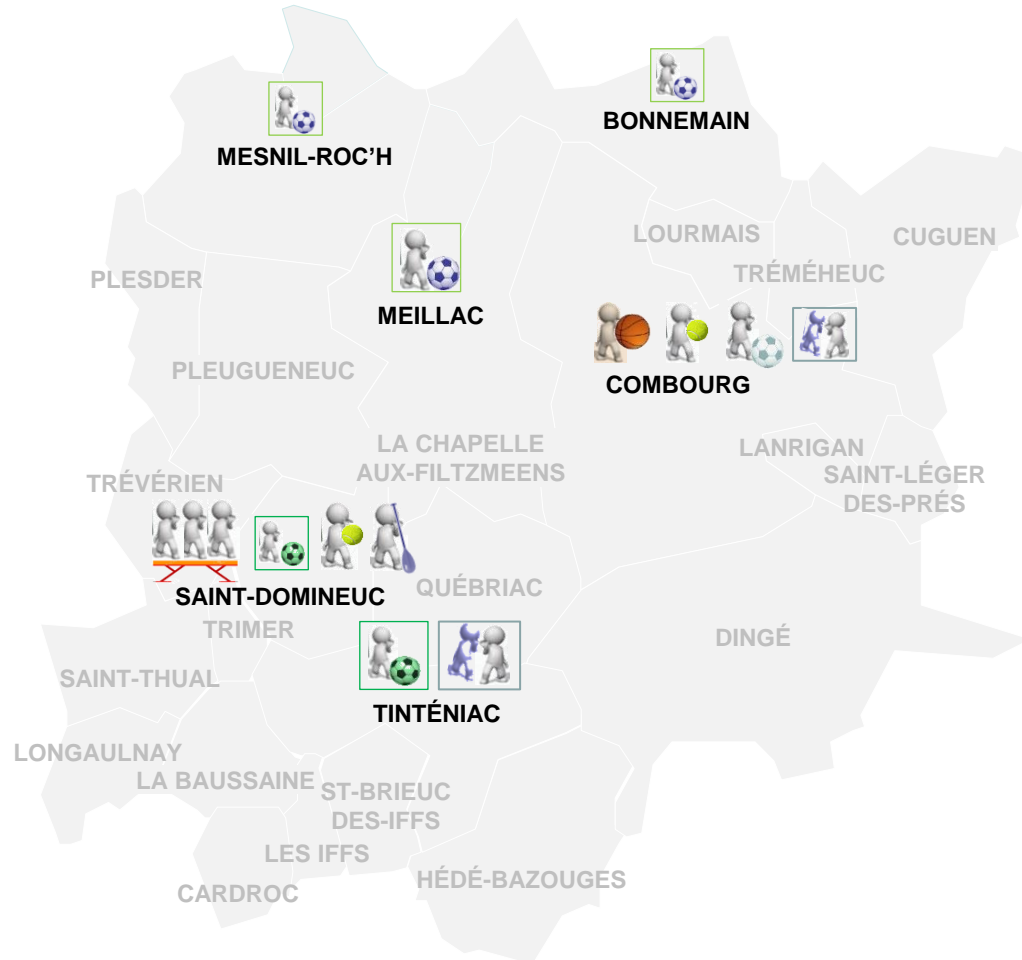 BONNEMAIN
MESNIL-ROC’H
LOURMAIS
CUGUEN
TRÉMÉHEUC
PLESDER
MEILLAC
PLEUGUENEUC
COMBOURG
LA CHAPELLE
AUX-FILTZMEENS
LANRIGAN
SAINT-LÉGER
DES-PRÉS
TRÉVÉRIEN
QUÉBRIAC
SAINT-DOMINEUC
TRIMER
DINGÉ
SAINT-THUAL
TINTÉNIAC
LONGAULNAY
LA BAUSSAINE
ST-BRIEUC
DES-IFFS
LES IFFS
HÉDÉ-BAZOUGES
CARDROC